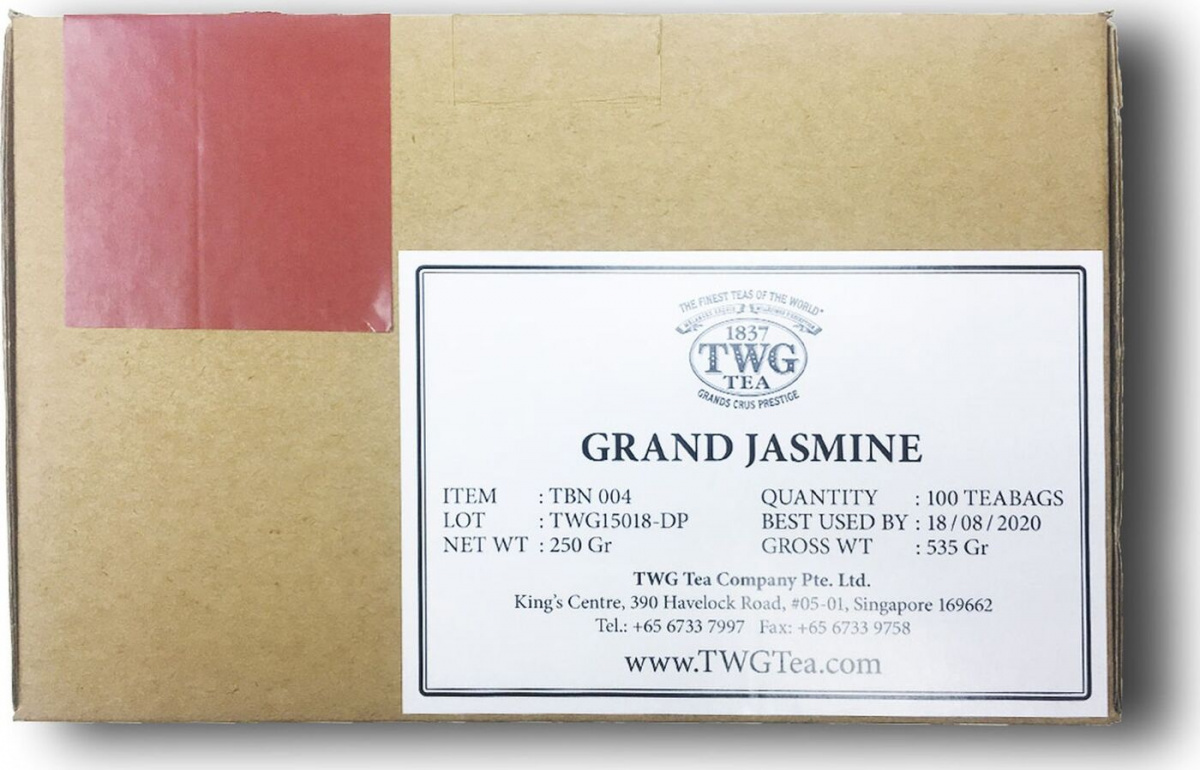 THE FINEST TEAS OF THE WORLD
1837
TWG
TEA
GRANDS CRUS PRESTIGE
GRAND JASMINE
ITEM : TBN 004 QUANTITY : 100 TEABAGS
LOT : TWG15018-DP BEST USED BY : 18/08/2020
NET WT : 250 Gr GROSS WT : 535 Gr
TWG Tea Company Pte. Ltd.
King's Centre, 390 Havelock Road, #05-01, Singapore 169662
Tel.: +65 6733 7997 Fax: +65 6733 9758
www.TWGTea.com